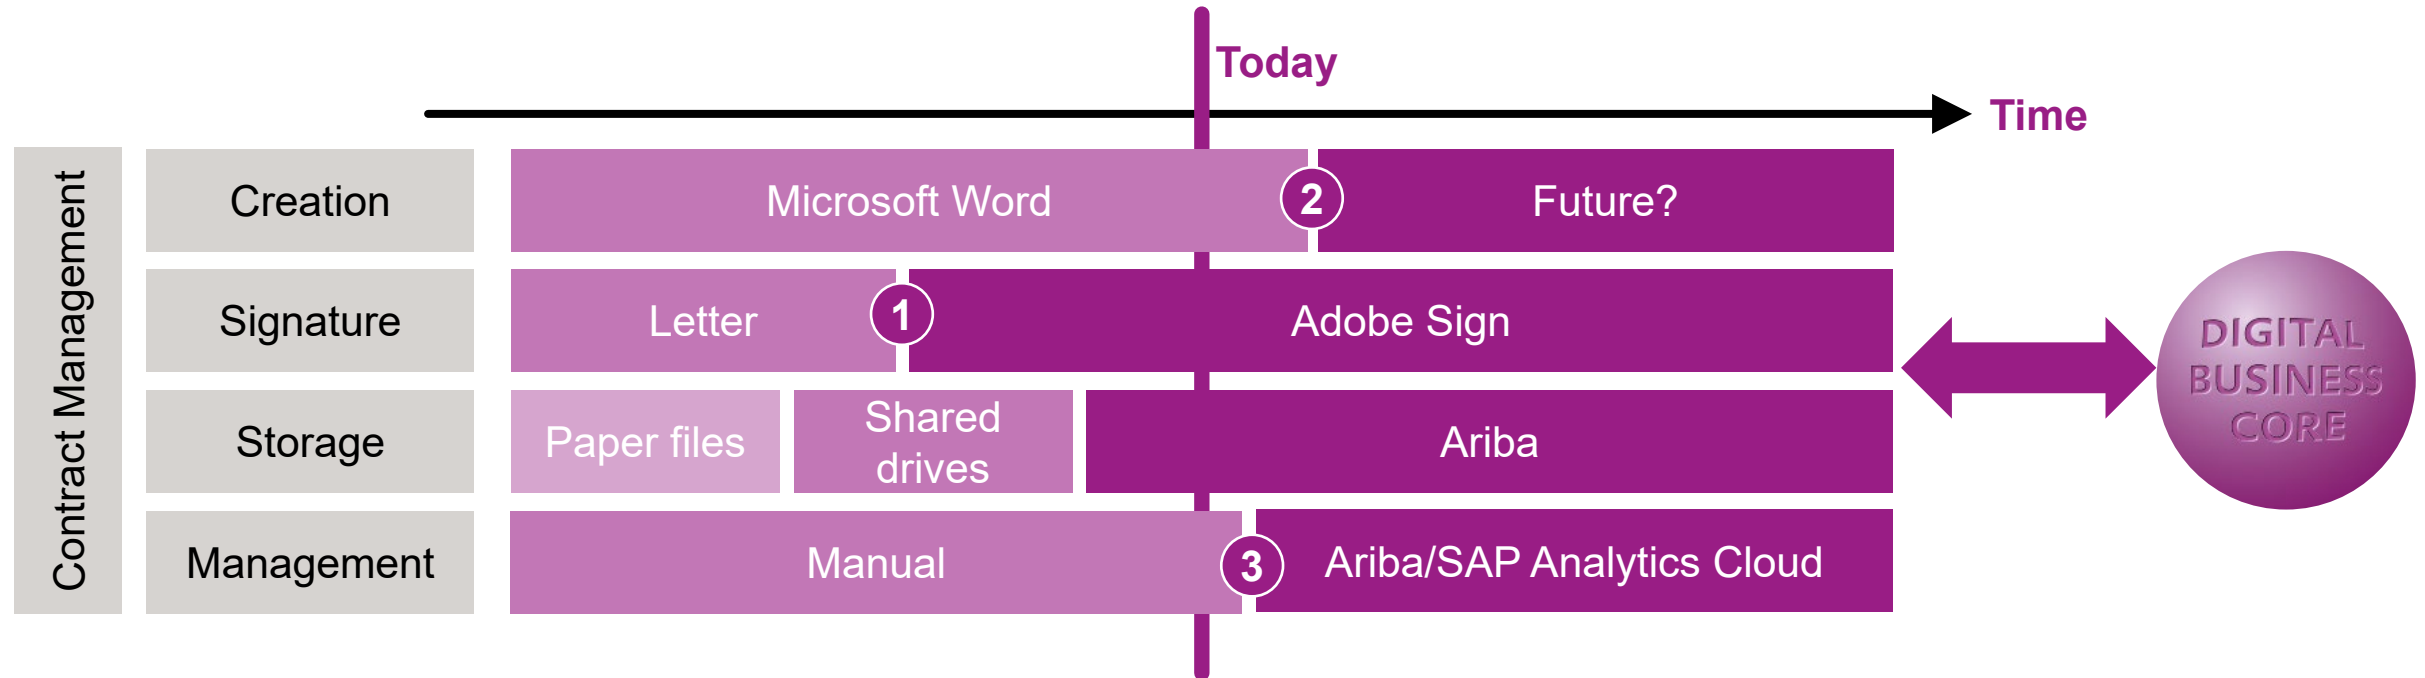 Today
Time
Contract Management
Creation
Microsoft Word
2
Future?
Signature
Letter
1
Adobe Sign
Storage
Paper files
Shared
drives
Ariba
Management
Manual
3
Ariba/SAP Analytics Cloud
DIGITAL
BUSINESS
CORE